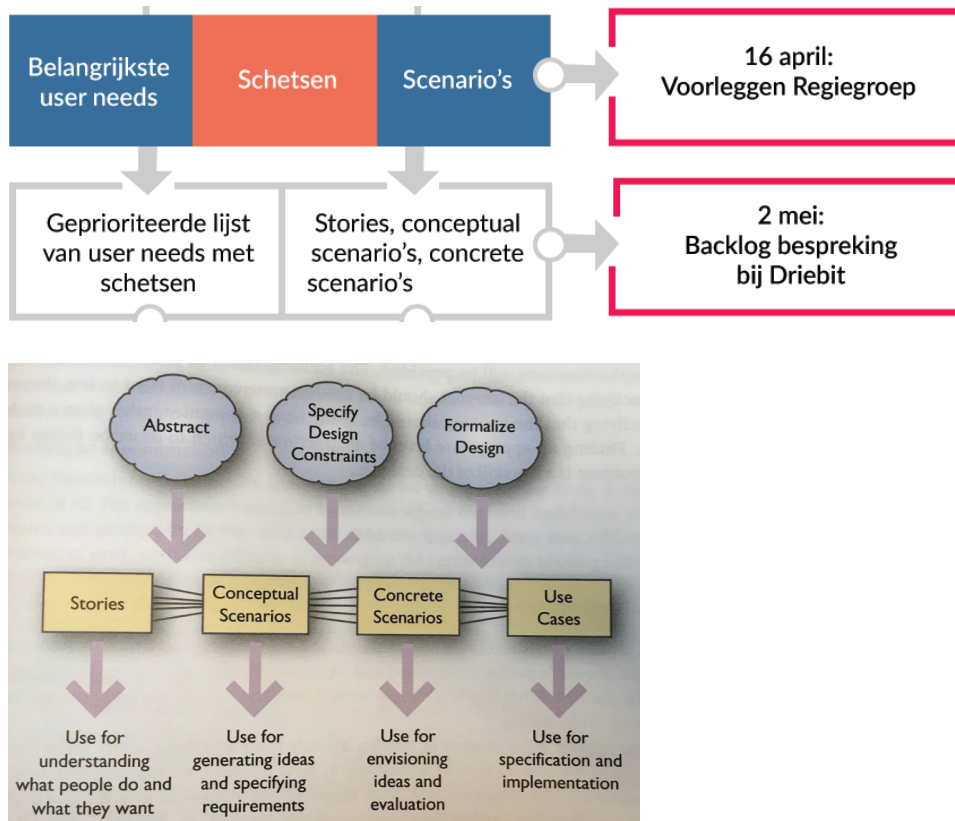 Belangrijkste
user needs
Schetsen
Scenario's
16 april:
Voorleggen Regiegroep
Geprioriteerde lijst
van user needs met
schetsen
Stories, conceptual
scenario's, concrete
scenario's
2 mei:
Backlog bespreking
bij Driebit
Abstract
Specify
Design
Constraints
Formalize
Design
Stories
Conceptual
Scenarios
Concrete
Scenarios
Use
Cases
Use for
understanding
what people do and
what they want
Use for
generating ideas
and specifying
requirements
Use for
envisioning
ideas and
evaluation
Use for
specification and
implementation